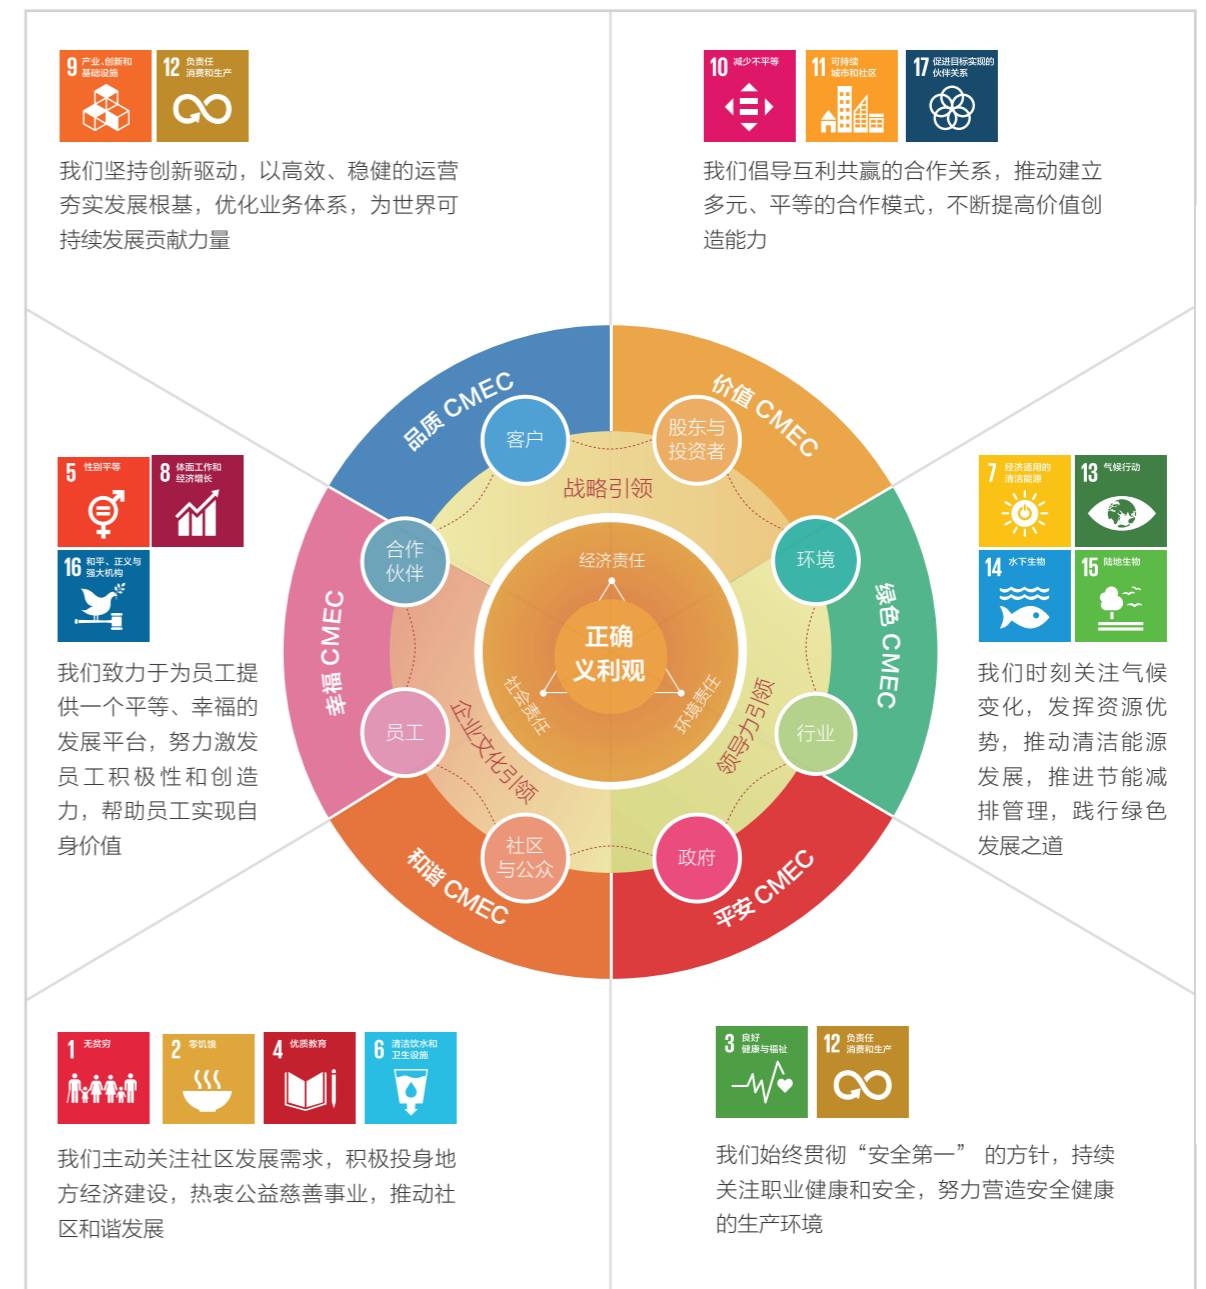 9 产业、创新和
基础设施
12 负责任
消费和生产
我们坚持创新驱动，以高效、稳健的运营
夯实发展根基，优化业务体系，为世界可
持续发展贡献力量
10 减少不平等
11 可持续
城市和社区
17 促进目标实现的
伙伴关系
我们倡导互利共赢的合作关系，推动建立
多元、平等的合作模式，不断提高价值创
造能力
5 性别平等
8 体面工作和
经济增长
16 和平、正义与
强大机构
我们致力于为员工提
供一个平等、幸福的
发展平台，努力激发
员工积极性和创造
力，帮助员工实现自
身价值
品质 CMEC
价值 CMEC
绿色 CMEC
平安 CMEC
和谐 CMEC
幸福 CMEC
客户
股东与
投资者
环境
行业
政府
社区
与公众
员工
合作
伙伴
战略引领
领导力引领
企业文化引领
经济责任
环境责任
社会责任
正确
义利观
7 经济适用的
清洁能源
13 气候行动
14 水下生物
15 陆地生物
我们时刻关注气候
变化，发挥资源优
势，推动清洁能源
发展，推进节能减
排管理，践行绿色
发展之道
1 无贫穷
2 零饥饿
4 优质教育
6 清洁饮水和
卫生设施
我们主动关注社区发展需求，积极投身地
方经济建设，热衷公益慈善事业，推动社
区和谐发展
3 良好
健康与福祉
12 负责任
消费和生产
我们始终贯彻“安全第一” 的方针，持续
关注职业健康和安全，努力营造安全健康
的生产环境